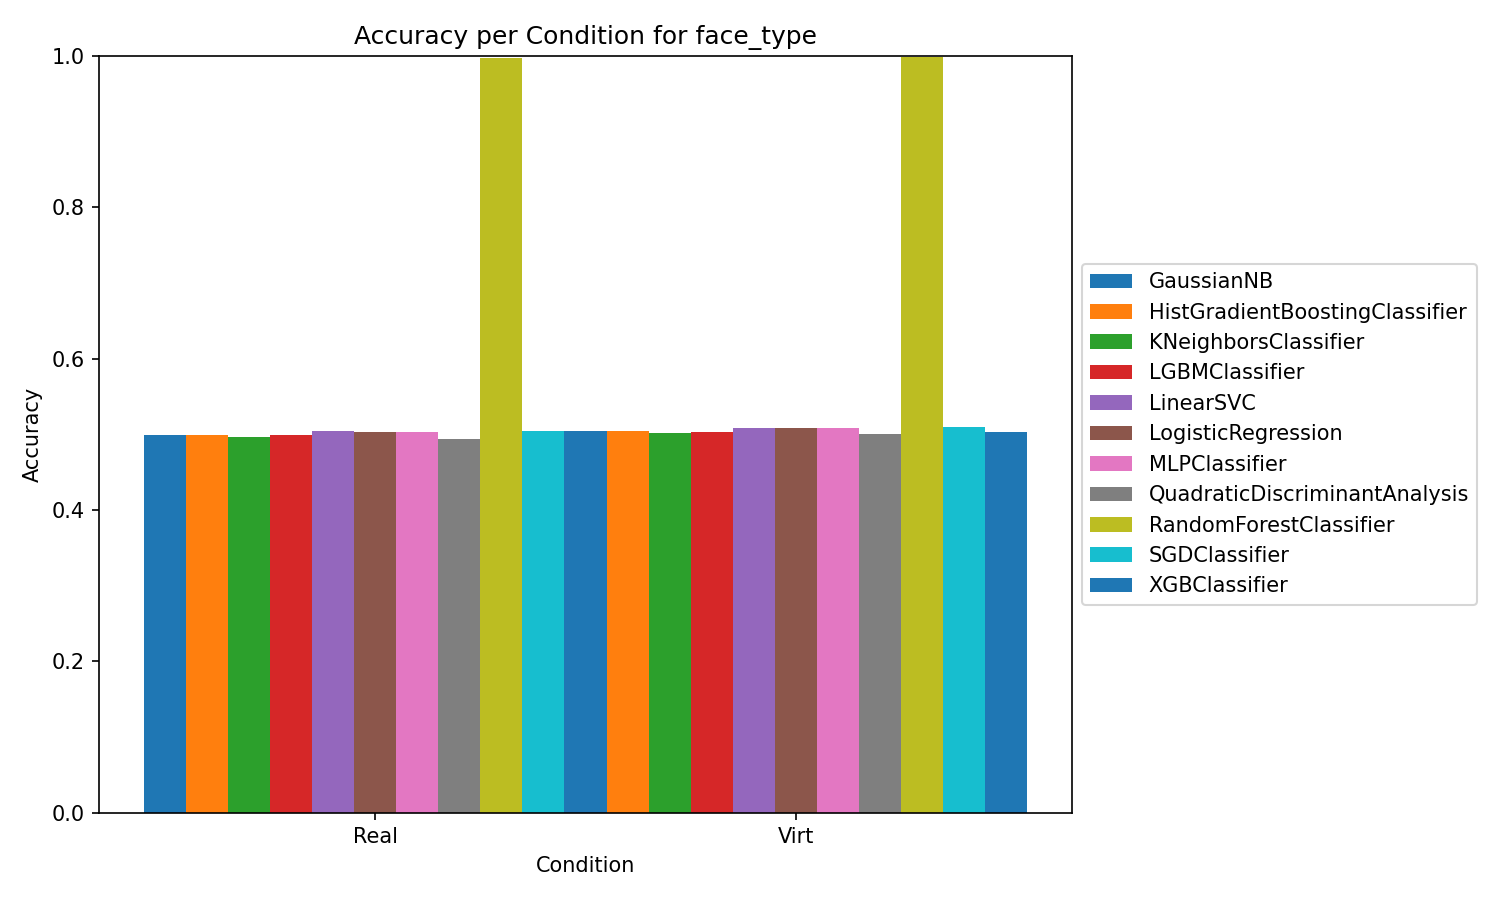 Accuracy per Condition for face_type
1.0
0.8
0.6
0.4
0.2
0.0
Accuracy
Real
Virt
Condition
GaussianNB
HistGradientBoostingClassifier
KNeighborsClassifier
LGBMClassifier
LinearSVC
LogisticRegression
MLPClassifier
QuadraticDiscriminantAnalysis
RandomForestClassifier
SGDClassifier
XGBClassifier